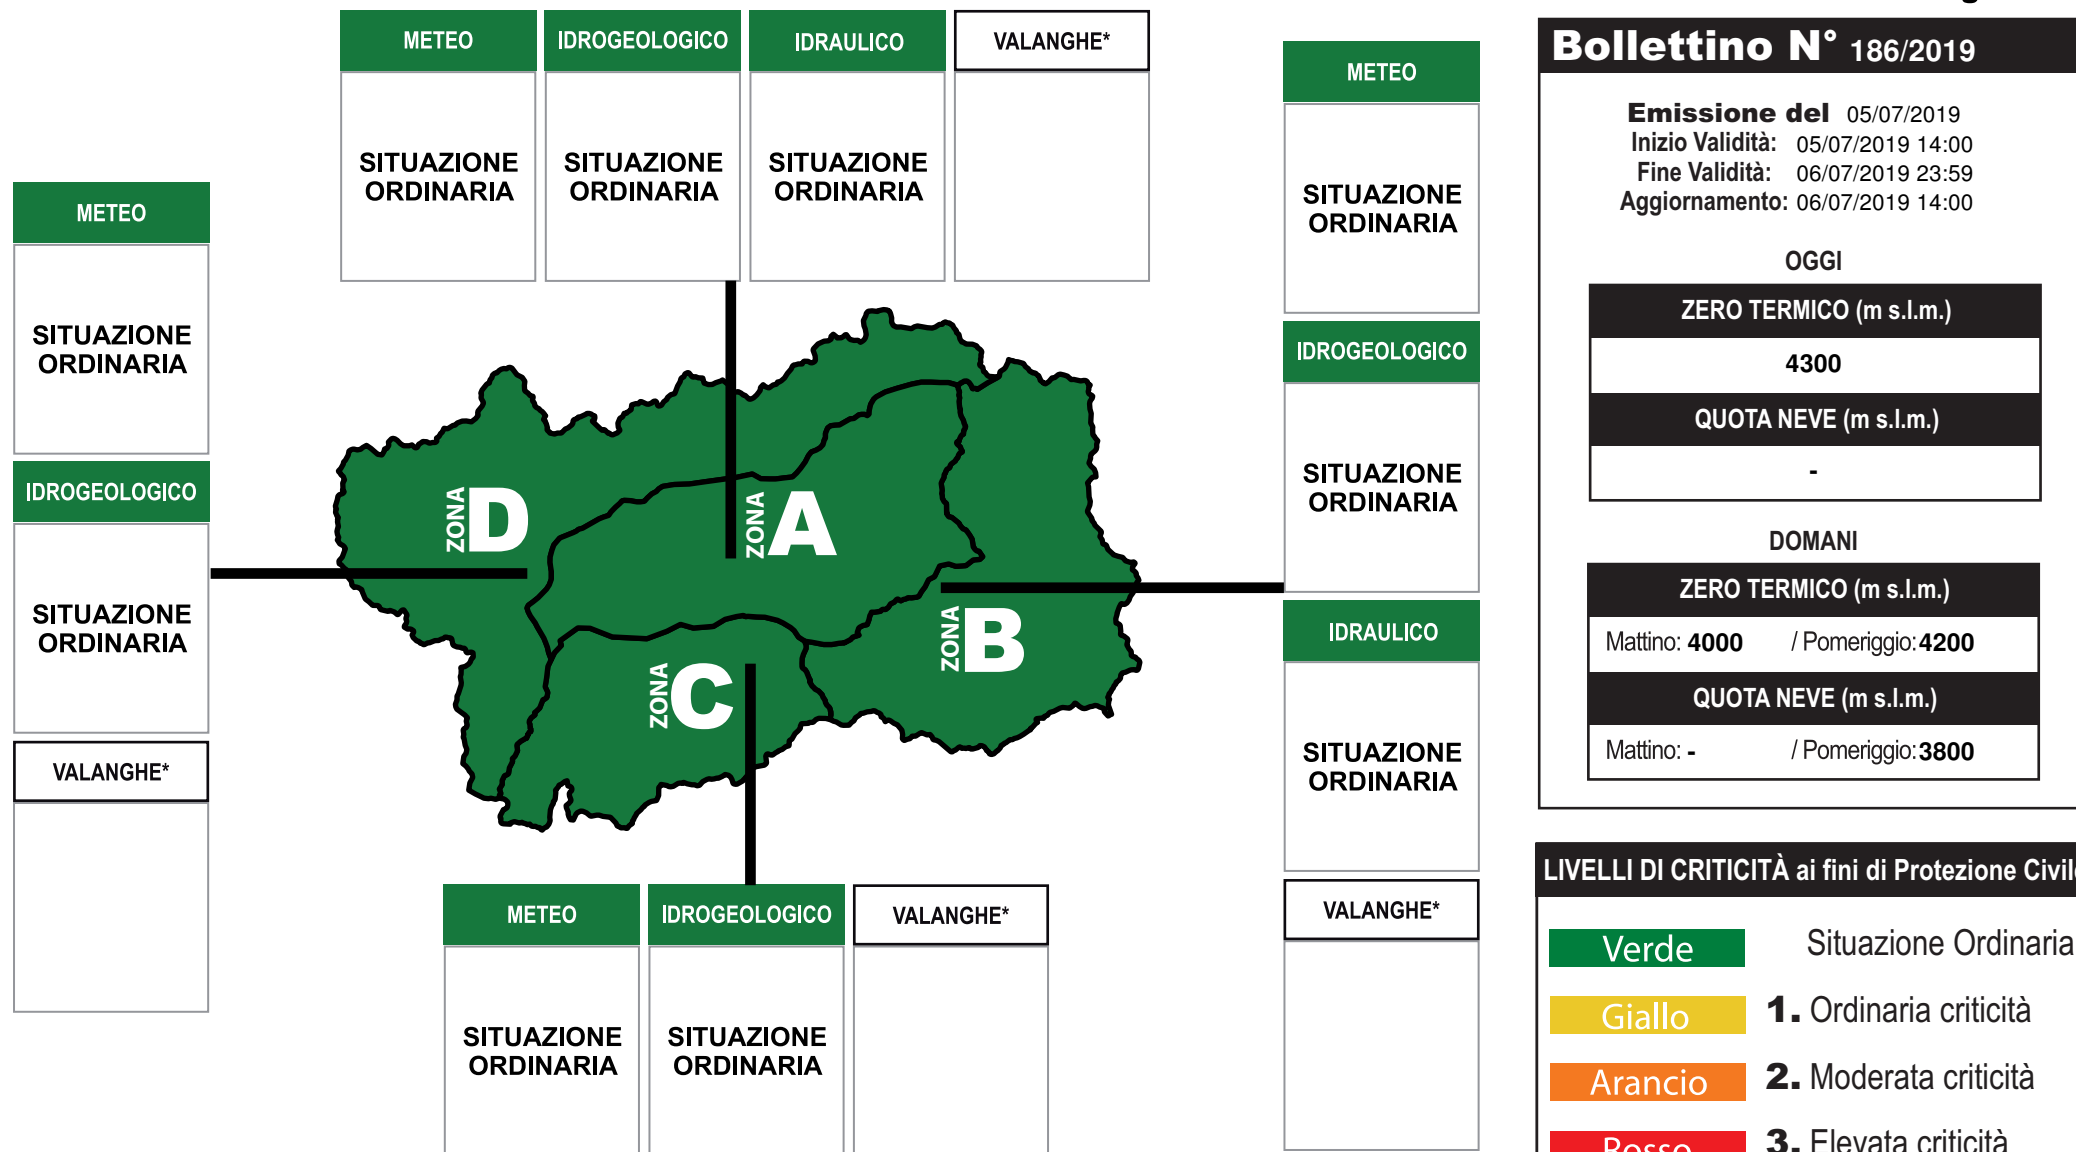 METEO
IDROGEOLOGICO
IDRAULICO
VALANGHE*
SITUAZIONE
ORDINARIA
SITUAZIONE
ORDINARIA
SITUAZIONE
ORDINARIA
METEO
SITUAZIONE
ORDINARIA
IDROGEOLOGICO
SITUAZIONE
ORDINARIA
VALANGHE*
ZONA D
ZONA A
ZONA B
ZONA C
METEO
SITUAZIONE
ORDINARIA
IDROGEOLOGICO
SITUAZIONE
ORDINARIA
IDRAULICO
SITUAZIONE
ORDINARIA
VALANGHE*
METEO
IDROGEOLOGICO
VALANGHE*
SITUAZIONE
ORDINARIA
SITUAZIONE
ORDINARIA
Bollettino N° 186/2019
Emissione del 05/07/2019
Inizio Validità: 05/07/2019 14:00
Fine Validità: 06/07/2019 23:59
Aggiornamento: 06/07/2019 14:00
OGGI
ZERO TERMICO (m s.l.m.)
4300
QUOTA NEVE (m s.l.m.)
-
DOMANI
ZERO TERMICO (m s.l.m.)
Mattino: 4000 / Pomeriggio: 4200
QUOTA NEVE (m s.l.m.)
Mattino: - / Pomeriggio: 3800
LIVELLI DI CRITICITÀ ai fini di Protezione Civile
Verde Situazione Ordinaria
Giallo 1. Ordinaria criticità
Arancio 2. Moderata criticità
Rosso 3. Elevata criticità